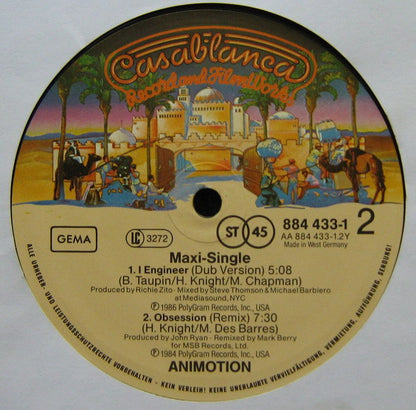 Casablanca
Record and FilmWorks
GEMA
LC 3272
ST 45
884 433-1 2
AA 884 433-1.2Y
Made in West Germany
Maxi-Single
1. I Engineer (Dub Version) 5:08
(B. Taupin/H. Knight/M. Chapman)
Produced by Richie Zito · Mixed by Steve Thomson & Michael Barbiero
at Mediasound, NYC
℗ 1986 PolyGram Records, Inc., USA
2. Obsession (Remix) 7:30
(H. Knight/M. Des Barres)
Produced by John Ryan - Remixed by Mark Berry
for MSB Records, Ltd.
℗ 1984 PolyGram Records, Inc., USA
ANIMOTION
ALLE URHEBER- UND LEISTUNGSSCHUTZRECHTE VORBEHALTEN · KEIN VERLEIH! KEINE UNERLAUBTE VERVIELFÄLTIGUNG, VERMIETUNG, AUFFÜHRUNG, SENDUNG!